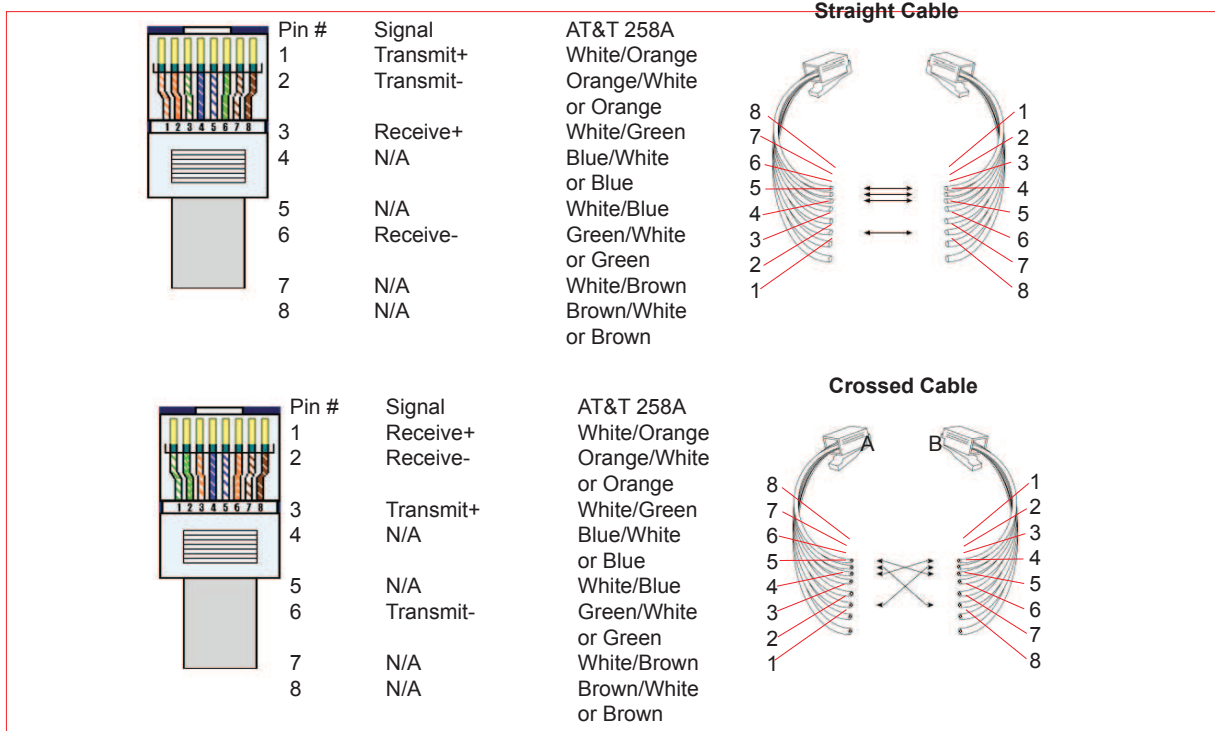 Straight Cable
Pin # Signal AT&T 258A
1 Transmit+ White/Orange
2 Transmit- Orange/White
or Orange
3 Receive+ White/Green
4 N/A Blue/White
or Blue
5 N/A White/Blue
6 Receive- Green/White
or Green
7 N/A White/Brown
8 N/A Brown/White
or Brown
1 2 3 4 5 6 7 8
8 1
7 2
6 3
5 4
4 5
3 6
2 7
1 8
Crossed Cable
Pin # Signal AT&T 258A
1 Receive+ White/Orange
2 Receive- Orange/White
or Orange
3 Transmit+ White/Green
4 N/A Blue/White
or Blue
5 N/A White/Blue
6 Transmit- Green/White
or Green
7 N/A White/Brown
8 N/A Brown/White
or Brown
1 2 3 4 5 6 7 8
A B
8 1
7 2
6 3
5 4
4 5
3 6
2 7
1 8